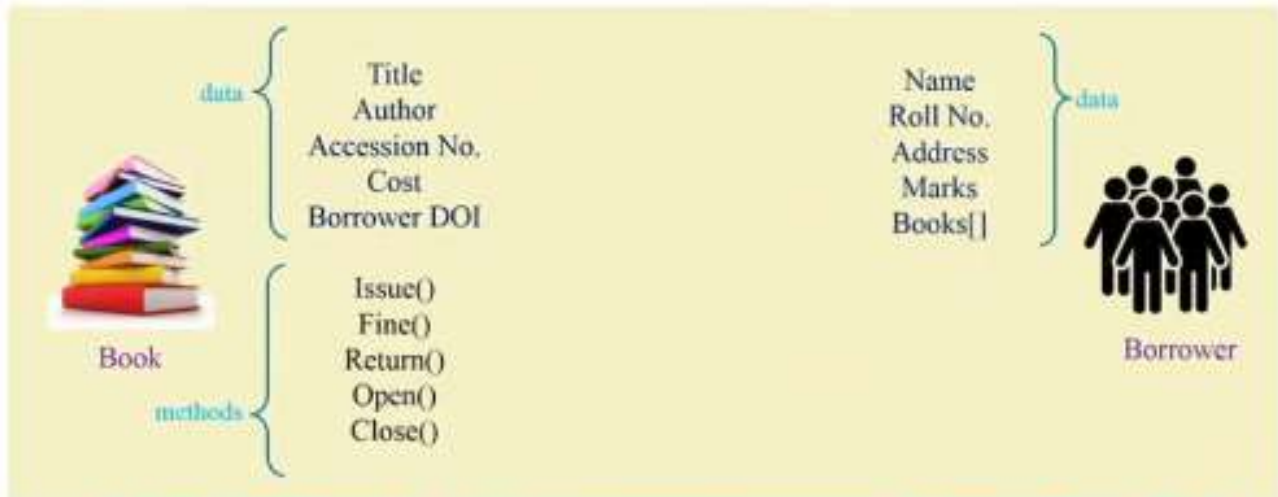 data
Title
Author
Accession No.
Cost
Borrower DOI
Book
methods
Issue()
Fine()
Return()
Open()
Close()
Name
Roll No.
Address
Marks
Books[]
data
Borrower